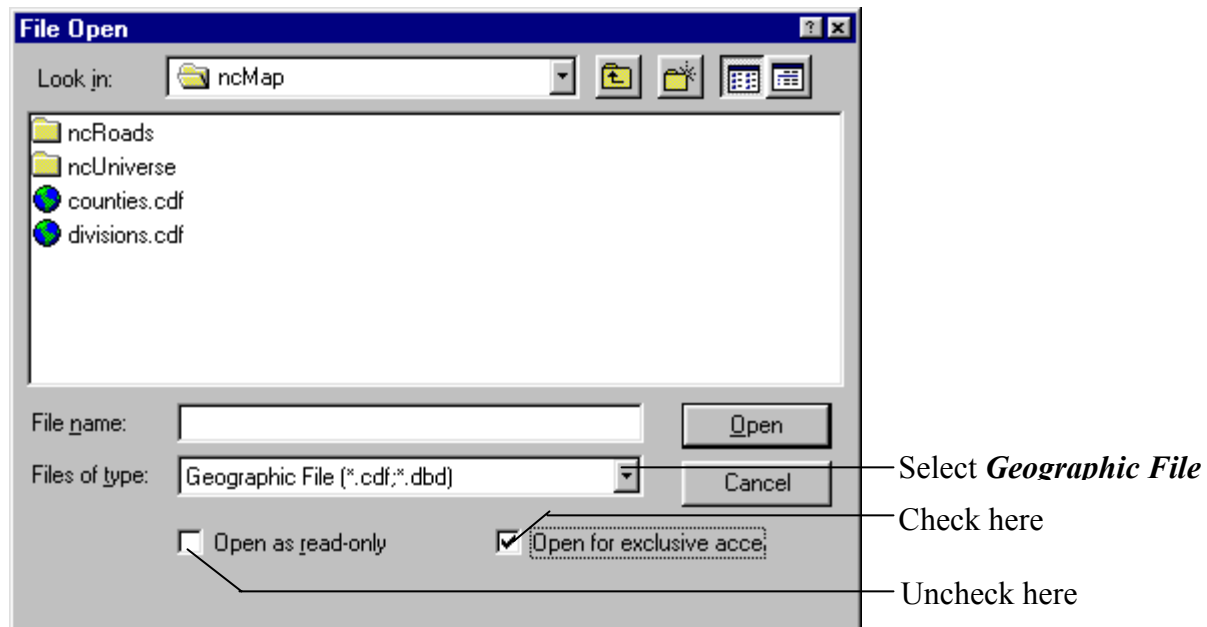 File Open
Look in: ncMap
ncRoads
ncUniverse
counties.cdf
divisions.cdf
File name:
Open
Files of type: Geographic File (*.cdf;*.dbd)
Cancel
Select Geographic File
Check here
Open as read-only
Open for exclusive acce
Uncheck here